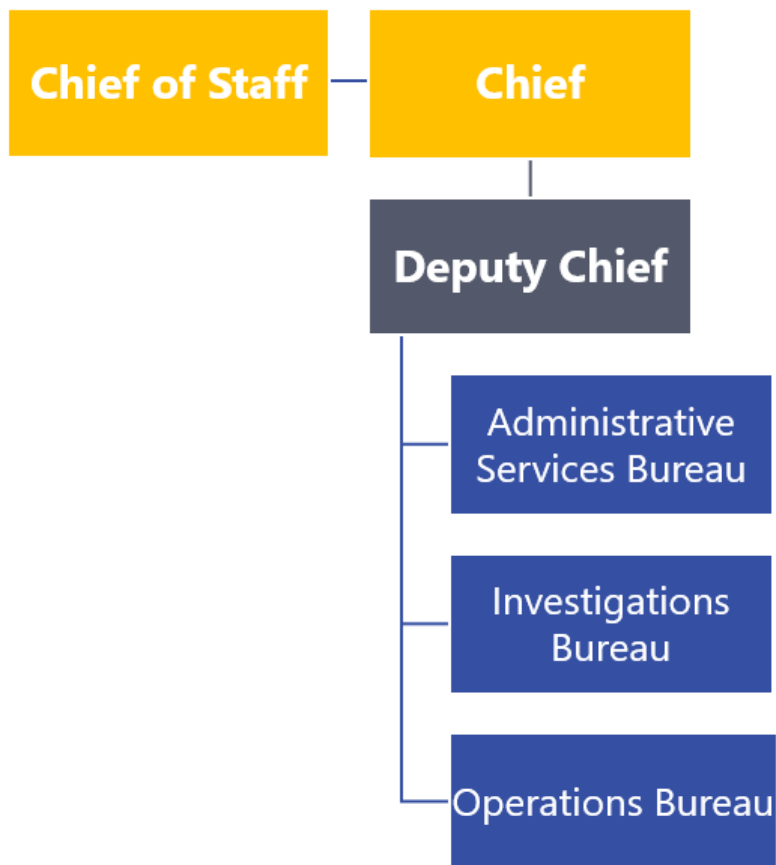 Chief of Staff
Chief
Deputy Chief
Administrative
Services Bureau
Investigations
Bureau
Operations Bureau